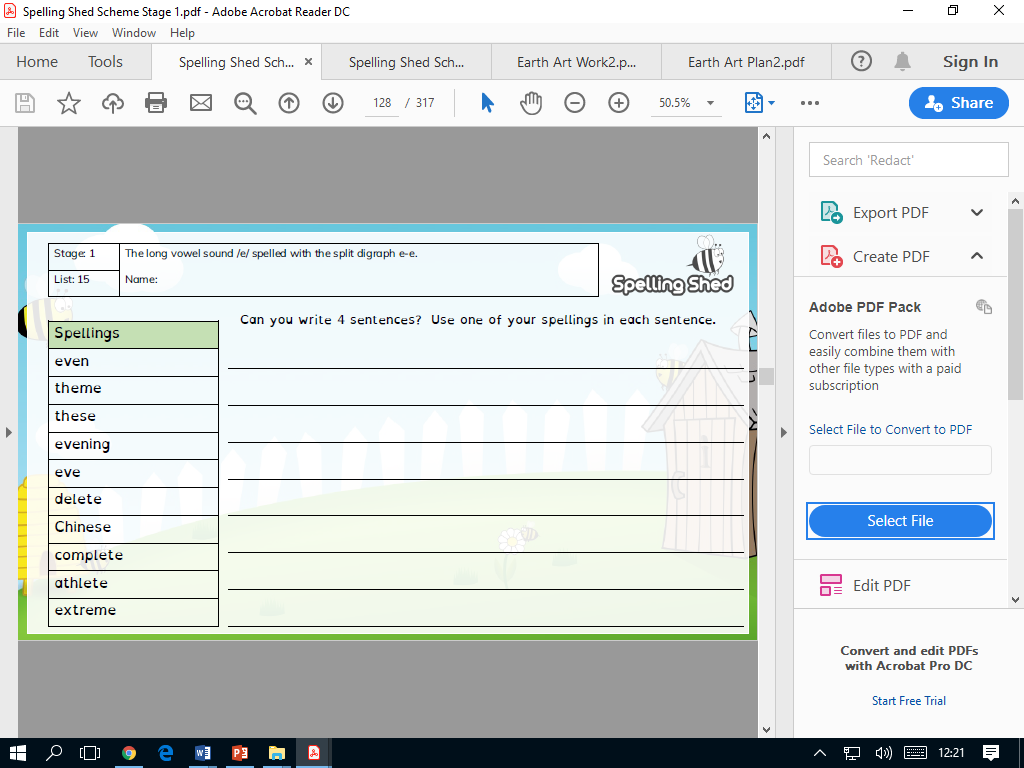 Spelling Shed Scheme Stage 1.pdf - Adobe Acrobat Reader DC
File Edit View Window Help
Home Tools Spelling Shed Sch... × Spelling Shed Sch... Earth Art Work2.p... Earth Art Plan2.pdf ? Sign In
128 / 317 50.5% Share
Stage: 1 The long vowel sound /e/ spelled with the split digraph e-e.
List: 15 Name:
Spelling Shed
Can you write 4 sentences? Use one of your spellings in each sentence.
Spellings
even
theme
these
evening
eve
delete
Chinese
complete
athlete
extreme
Search 'Redact'
Export PDF
Create PDF
Adobe PDF Pack
Convert files to PDF and
easily combine them with
other file types with a paid
subscription
Select File to Convert to PDF
Select File
Edit PDF
Convert and edit PDFs
with Acrobat Pro DC
Start Free Trial
12:21